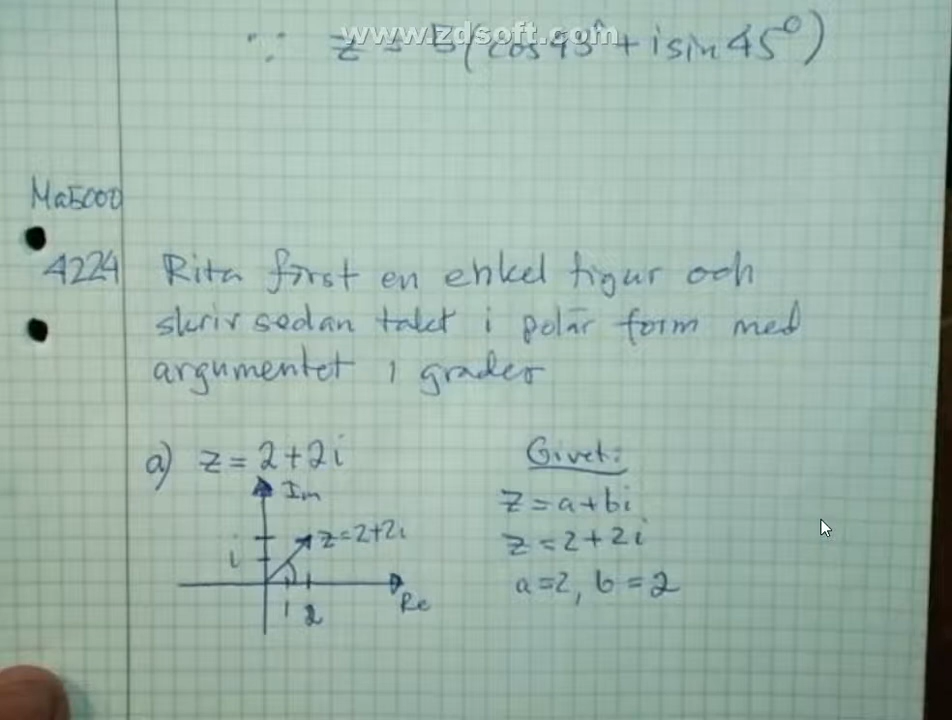 www.zdsoft.com
∵ z = 5(cos 45° + i sin 45°)
Ma5000
4224 Rita först en enkel figur och
skriv sedan talet i polär form med
argumentet i grader
a) z = 2+2i
Givet:
Im
z = a+bi
z=2+2i
z = 2+2i
i
a=2, b=2
1 2
Re